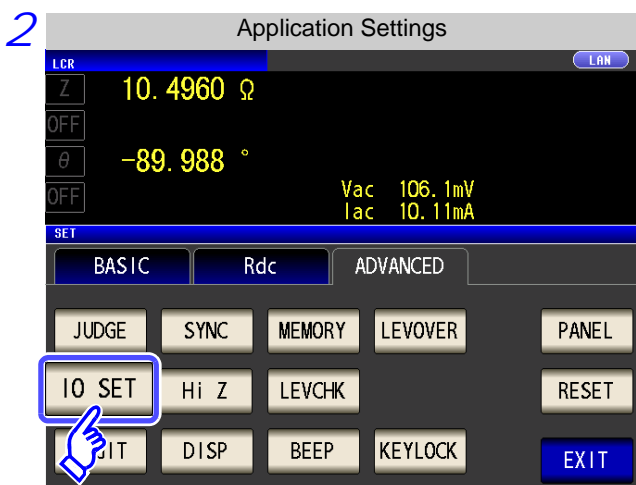 2
Application Settings
LCR
LAN
Z 10.4960 Ω
OFF
θ -89.988 °
OFF
Vac 106.1mV
Iac 10.11mA
SET
BASIC Rdc ADVANCED
JUDGE SYNC MEMORY LEVOVER PANEL
IO SET Hi Z LEVCHK RESET
IT DISP BEEP KEYLOCK EXIT